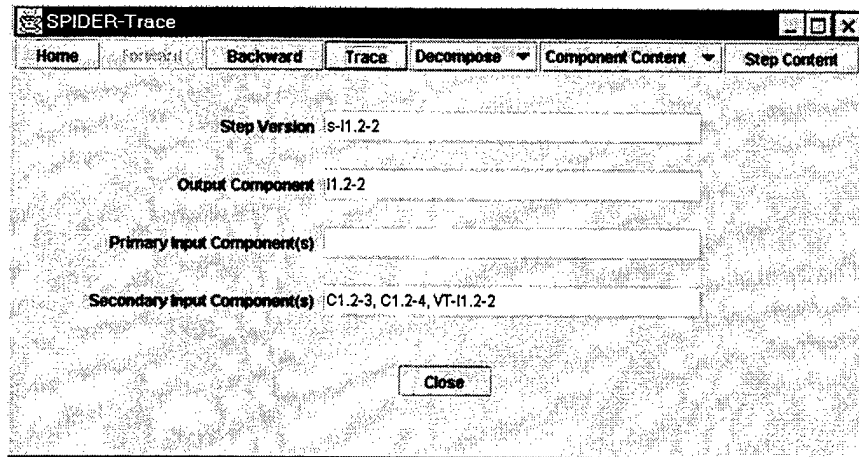 SPIDER-Trace
Home Forward Backward Trace Decompose Component Content Step Content
Step Version s-I1.2-2
Output Component I1.2-2
Primary Input Component(s)
Secondary Input Component(s) C1.2-3, C1.2-4, VT-I1.2-2
Close